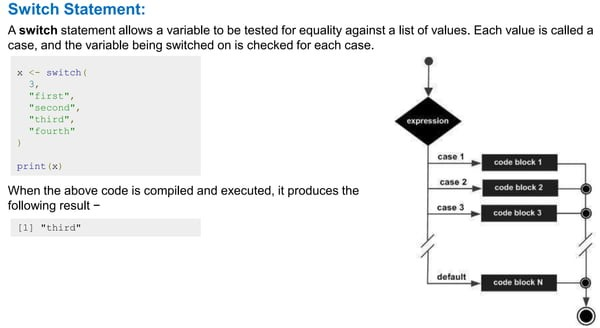 Switch Statement:
A switch statement allows a variable to be tested for equality against a list of values. Each value is called a
case, and the variable being switched on is checked for each case.
x <- switch(
3,
"first",
"second",
"third",
"fourth"
)
print(x)
When the above code is compiled and executed, it produces the
following result −
[1] "third"
expression
case 1
code block 1
case 2
code block 2
case 3
code block 3
default
code block N